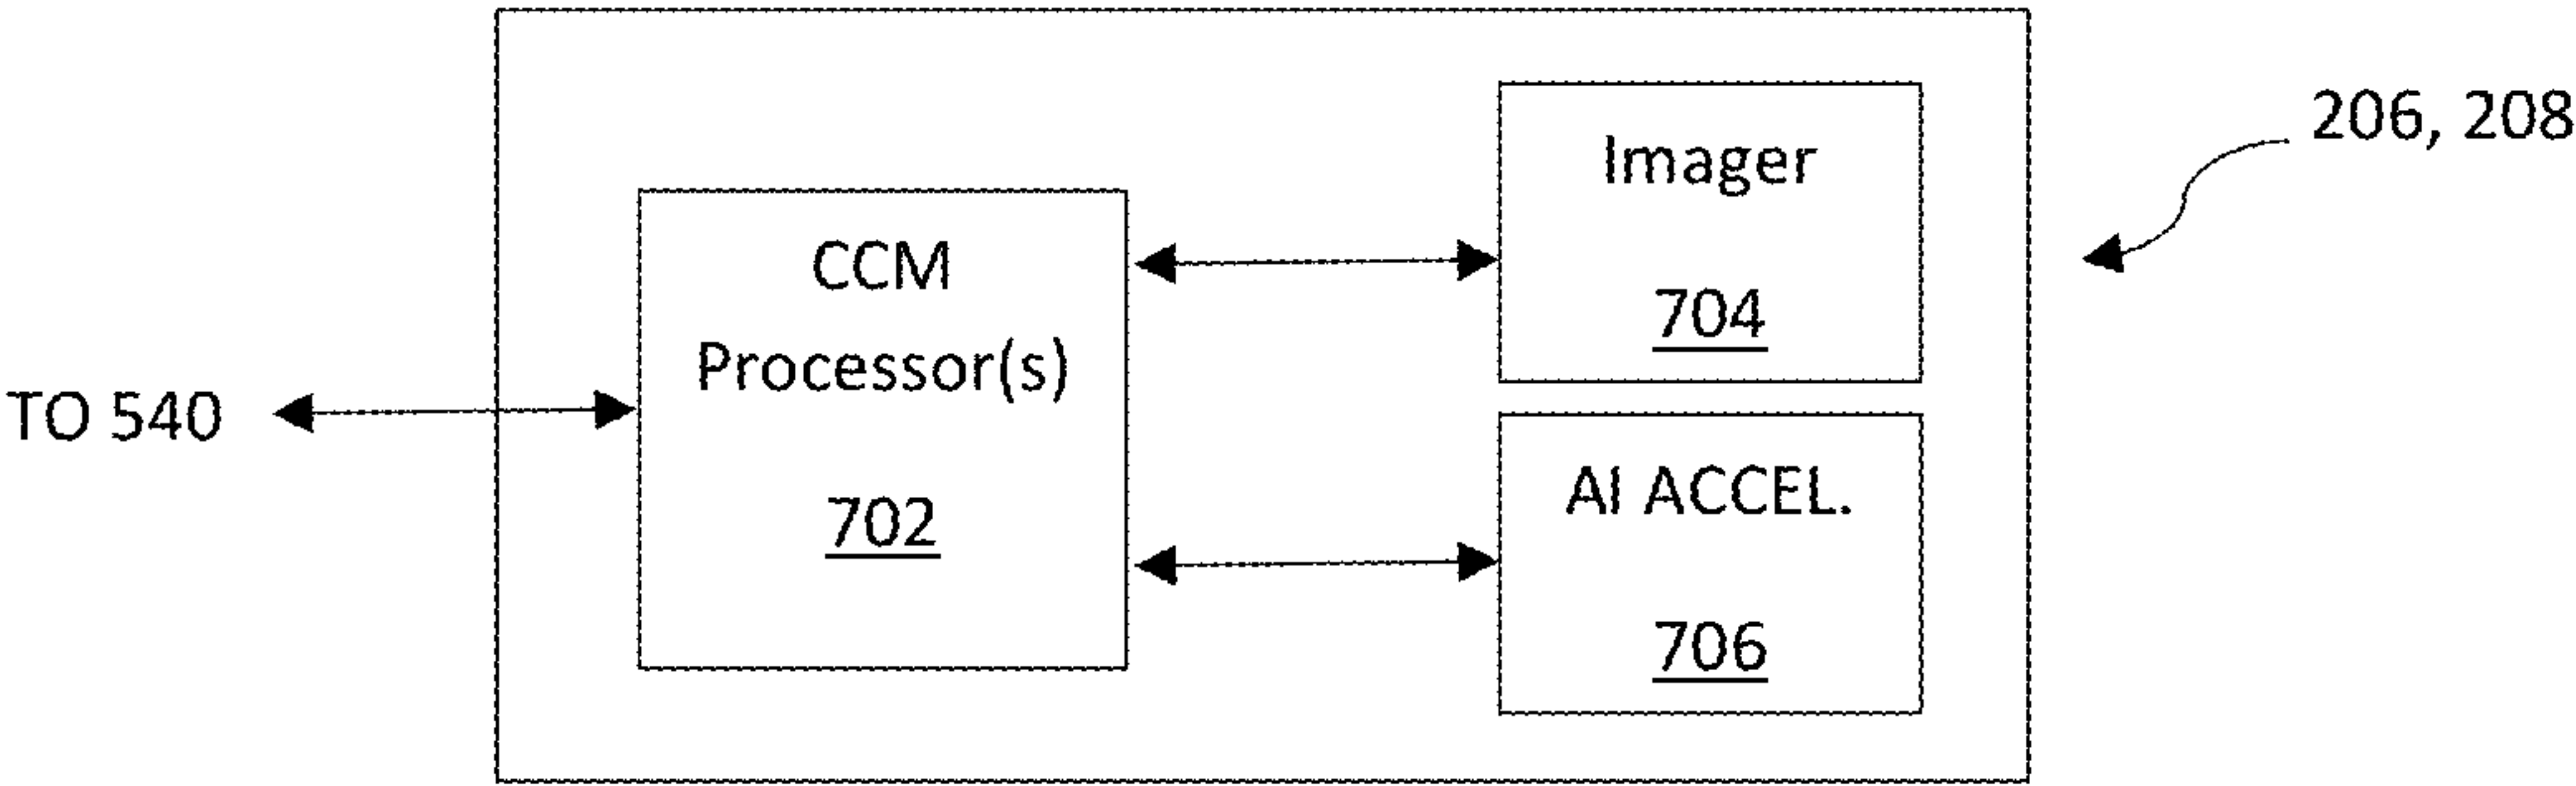 TO 540
CCM
Processor(s)
702
Imager
704
AI ACCEL.
706
206, 208